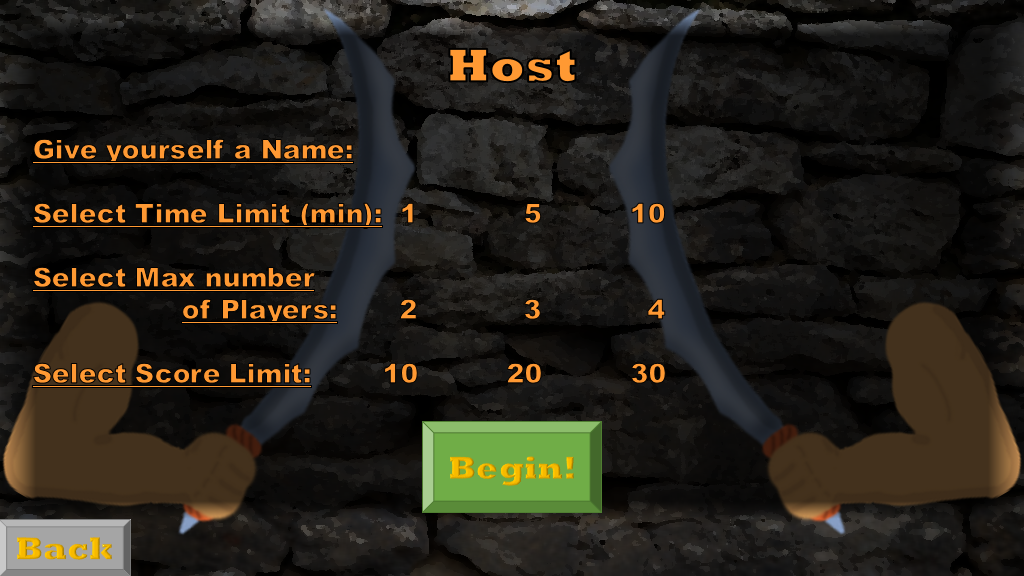 Host
Give yourself a Name:
Select Time Limit (min): 1 5 10
Select Max number
of Players: 2 3 4
Select Score Limit: 10 20 30
Begin!
Back